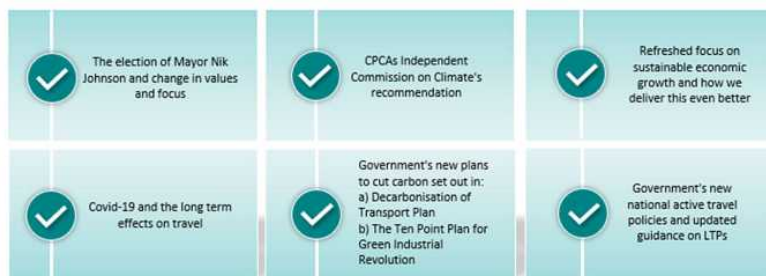 The election of Mayor Nik
Johnson and change in values
and focus
CPCAs Independent
Commission on Climate's
recommendation
Refreshed focus on
sustainable economic
growth and how we
deliver this even better
Covid-19 and the long term
effects on travel
Government's new plans
to cut carbon set out in:
a) Decarbonisation of
Transport Plan
b) The Ten Point Plan for
Green Industrial
Revolution
Government's new
national active travel
policies and updated
guidance on LTPs